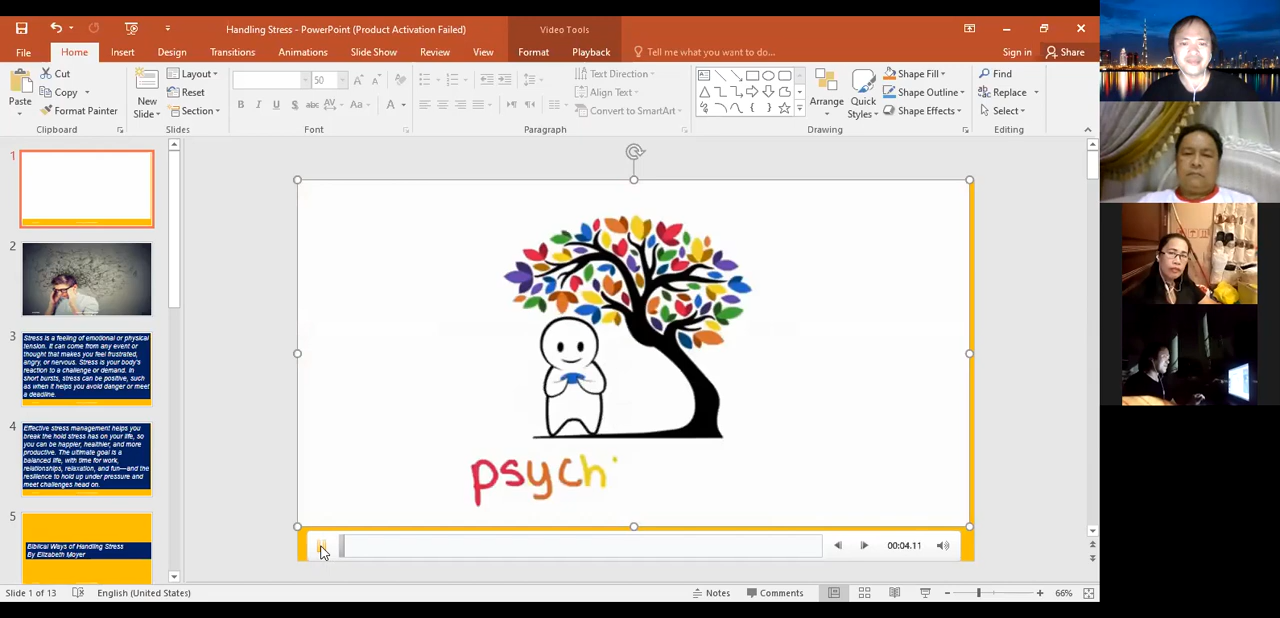 Handling Stress - PowerPoint (Product Activation Failed)
Video Tools
File
Home
Insert
Design
Transitions
Animations
Slide Show
Review
View
Format
Playback
Tell me what you want to do...
Sign in
Share
Paste
Cut
Copy
Format Painter
Clipboard
New
Slide
Layout
Reset
Section
Slides
50
B I U S abc AV Aa A
Font
Text Direction
Align Text
Convert to SmartArt
Paragraph
Arrange
Quick
Styles
Shape Fill
Shape Outline
Shape Effects
Drawing
Find
Replace
Select
Editing
1
2
3
Stress is a feeling of emotional or physical
tension. It can come from any event or
thought that makes you feel frustrated,
angry, or nervous. Stress is your body's
reaction to a challenge or demand. In
short bursts, stress can be positive, such
as when it helps you avoid danger or meet
a deadline.
4
Effective stress management helps you
break the hold stress has on your life, so
you can be happier, healthier, and more
productive. The ultimate goal is a
balanced life, with time for work,
relationships, relaxation, and fun—and the
resilience to hold up under pressure and
meet challenges head on.
5
Biblical Ways of Handling Stress
By Elizabeth Moyer
psych
00:04.11
Slide 1 of 13
English (United States)
Notes
Comments
66%